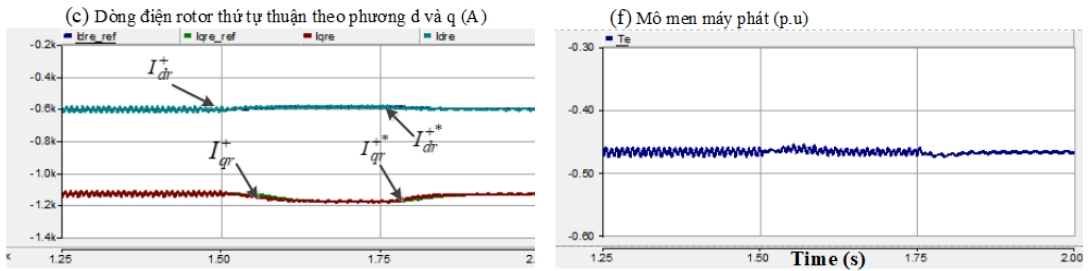 (c) Dòng điện rotor thứ tự thuận theo phương d và q (A)
Idre_ref Iqre_ref Iqre Idre
-0.2k
-0.4k
-0.6k
-0.8k
-1.0k
-1.2k
-1.4k
I⁺dr
I⁺*dr
I⁺qr
I⁺*qr
1.25 1.50 1.75 2.
(f) Mô men máy phát (p.u)
Te
-0.30
-0.40
-0.50
-0.60
1.25 1.50 1.75 2.00
Time (s)